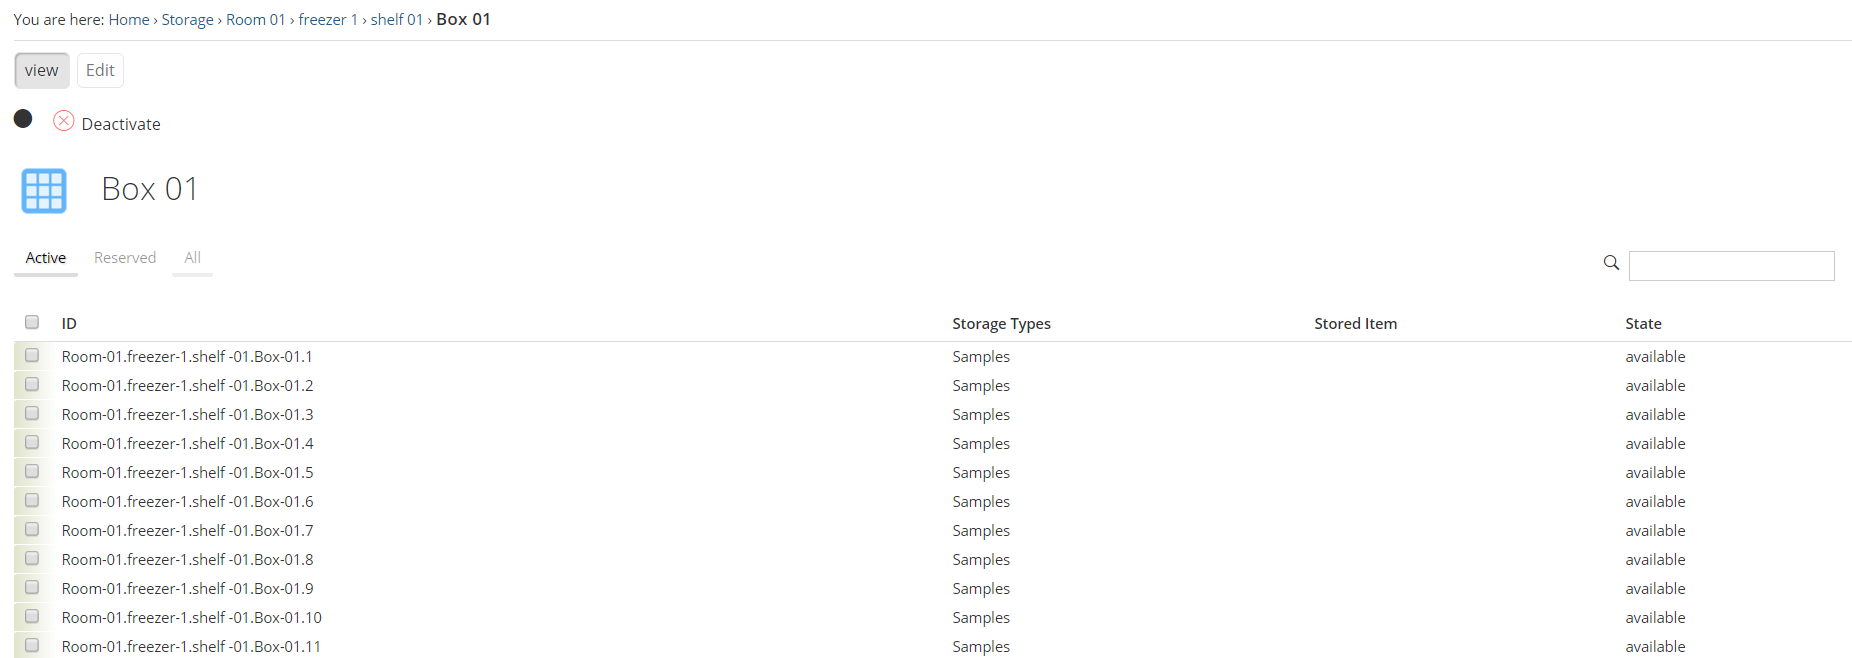 You are here: Home › Storage › Room 01 › freezer 1 › shelf 01 › Box 01
view Edit
Deactivate
Box 01
Active Reserved All
ID Storage Types Stored Item State
Room-01.freezer-1.shelf -01.Box-01.1 Samples available
Room-01.freezer-1.shelf -01.Box-01.2 Samples available
Room-01.freezer-1.shelf -01.Box-01.3 Samples available
Room-01.freezer-1.shelf -01.Box-01.4 Samples available
Room-01.freezer-1.shelf -01.Box-01.5 Samples available
Room-01.freezer-1.shelf -01.Box-01.6 Samples available
Room-01.freezer-1.shelf -01.Box-01.7 Samples available
Room-01.freezer-1.shelf -01.Box-01.8 Samples available
Room-01.freezer-1.shelf -01.Box-01.9 Samples available
Room-01.freezer-1.shelf -01.Box-01.10 Samples available
Room-01.freezer-1.shelf -01.Box-01.11 Samples available